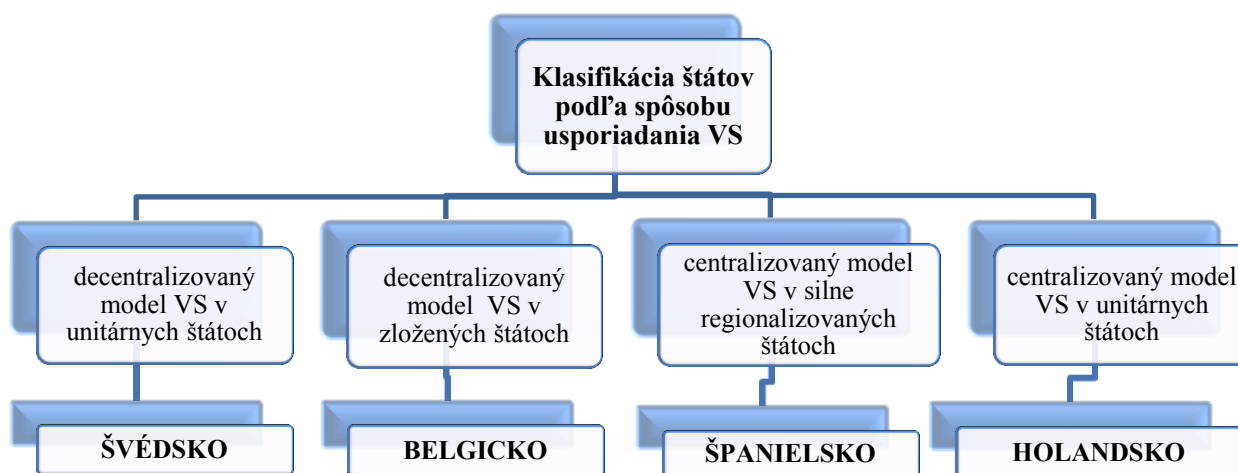 Klasifikácia štátov
podľa spôsobu
usporiadania VS
decentralizovaný
model VS v
unitárnych štátoch
decentralizovaný
model VS v
zložených štátoch
centralizovaný model
VS v silne
regionalizovaných
štátoch
centralizovaný model
VS v unitárnych
štátoch
ŠVÉDSKO
BELGICKO
ŠPANIELSKO
HOLANDSKO